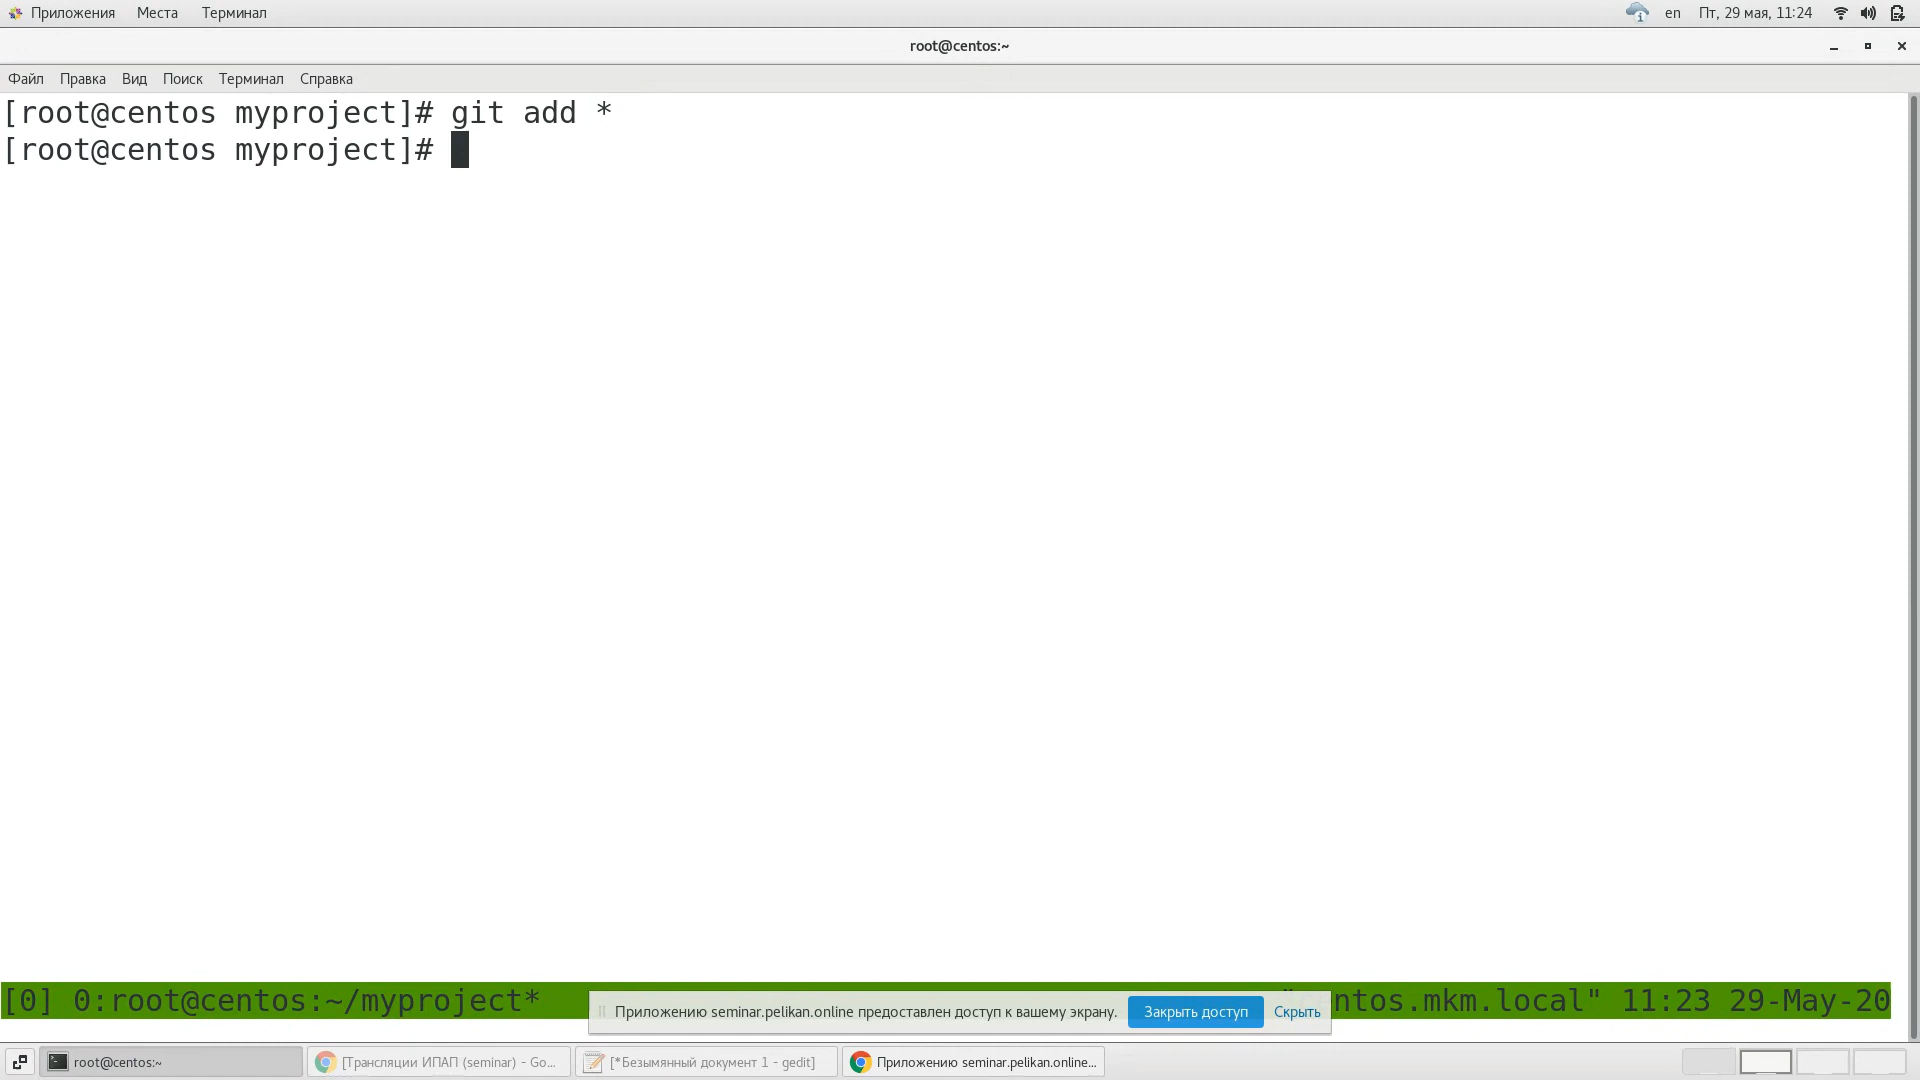 Приложения Места Терминал en Пт, 29 мая, 11:24
root@centos:~
Файл Правка Вид Поиск Терминал Справка
[root@centos myproject]# git add *
[root@centos myproject]#
[0] 0:root@centos:~/myproject* "centos.mkm.local" 11:23 29-May-20
Приложению seminar.pelikan.online предоставлен доступ к вашему экрану. Закрыть доступ Скрыть
root@centos:~ [Трансляции ИПАП (seminar) - Go... [*Безымянный документ 1 - gedit] Приложению seminar.pelikan.online...